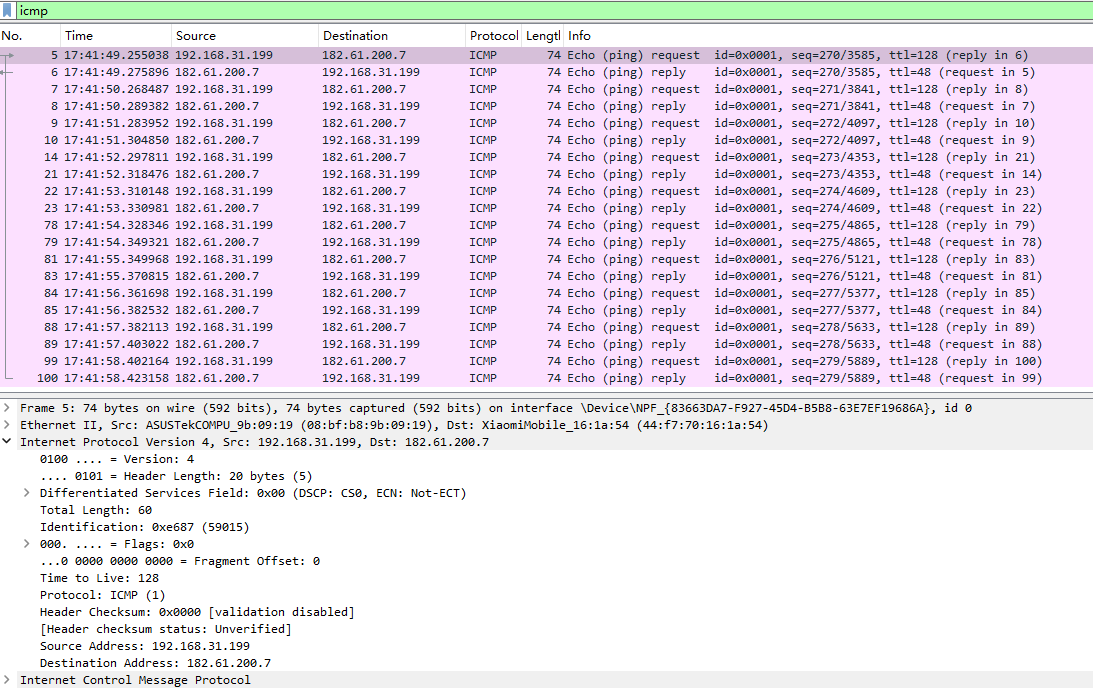 icmp
No. Time Source Destination Protocol Lengtl Info
5 17:41:49.255038 192.168.31.199 182.61.200.7 ICMP 74 Echo (ping) request id=0x0001, seq=270/3585, ttl=128 (reply in 6)
6 17:41:49.275896 182.61.200.7 192.168.31.199 ICMP 74 Echo (ping) reply id=0x0001, seq=270/3585, ttl=48 (request in 5)
7 17:41:50.268487 192.168.31.199 182.61.200.7 ICMP 74 Echo (ping) request id=0x0001, seq=271/3841, ttl=128 (reply in 8)
8 17:41:50.289382 182.61.200.7 192.168.31.199 ICMP 74 Echo (ping) reply id=0x0001, seq=271/3841, ttl=48 (request in 7)
9 17:41:51.283952 192.168.31.199 182.61.200.7 ICMP 74 Echo (ping) request id=0x0001, seq=272/4097, ttl=128 (reply in 10)
10 17:41:51.304850 182.61.200.7 192.168.31.199 ICMP 74 Echo (ping) reply id=0x0001, seq=272/4097, ttl=48 (request in 9)
14 17:41:52.297811 192.168.31.199 182.61.200.7 ICMP 74 Echo (ping) request id=0x0001, seq=273/4353, ttl=128 (reply in 21)
21 17:41:52.318476 182.61.200.7 192.168.31.199 ICMP 74 Echo (ping) reply id=0x0001, seq=273/4353, ttl=48 (request in 14)
22 17:41:53.310148 192.168.31.199 182.61.200.7 ICMP 74 Echo (ping) request id=0x0001, seq=274/4609, ttl=128 (reply in 23)
23 17:41:53.330981 182.61.200.7 192.168.31.199 ICMP 74 Echo (ping) reply id=0x0001, seq=274/4609, ttl=48 (request in 22)
78 17:41:54.328346 192.168.31.199 182.61.200.7 ICMP 74 Echo (ping) request id=0x0001, seq=275/4865, ttl=128 (reply in 79)
79 17:41:54.349321 182.61.200.7 192.168.31.199 ICMP 74 Echo (ping) reply id=0x0001, seq=275/4865, ttl=48 (request in 78)
81 17:41:55.349968 192.168.31.199 182.61.200.7 ICMP 74 Echo (ping) request id=0x0001, seq=276/5121, ttl=128 (reply in 83)
83 17:41:55.370815 182.61.200.7 192.168.31.199 ICMP 74 Echo (ping) reply id=0x0001, seq=276/5121, ttl=48 (request in 81)
84 17:41:56.361698 192.168.31.199 182.61.200.7 ICMP 74 Echo (ping) request id=0x0001, seq=277/5377, ttl=128 (reply in 85)
85 17:41:56.382532 182.61.200.7 192.168.31.199 ICMP 74 Echo (ping) reply id=0x0001, seq=277/5377, ttl=48 (request in 84)
88 17:41:57.382113 192.168.31.199 182.61.200.7 ICMP 74 Echo (ping) request id=0x0001, seq=278/5633, ttl=128 (reply in 89)
89 17:41:57.403022 182.61.200.7 192.168.31.199 ICMP 74 Echo (ping) reply id=0x0001, seq=278/5633, ttl=48 (request in 88)
99 17:41:58.402164 192.168.31.199 182.61.200.7 ICMP 74 Echo (ping) request id=0x0001, seq=279/5889, ttl=128 (reply in 100)
100 17:41:58.423158 182.61.200.7 192.168.31.199 ICMP 74 Echo (ping) reply id=0x0001, seq=279/5889, ttl=48 (request in 99)
Frame 5: 74 bytes on wire (592 bits), 74 bytes captured (592 bits) on interface \Device\NPF_{83663DA7-F927-45D4-B5B8-63E7EF19686A}, id 0
Ethernet II, Src: ASUSTekCOMPU_9b:09:19 (08:bf:b8:9b:09:19), Dst: XiaomiMobile_16:1a:54 (44:f7:70:16:1a:54)
Internet Protocol Version 4, Src: 192.168.31.199, Dst: 182.61.200.7
0100 .... = Version: 4
.... 0101 = Header Length: 20 bytes (5)
Differentiated Services Field: 0x00 (DSCP: CS0, ECN: Not-ECT)
Total Length: 60
Identification: 0xe687 (59015)
000. .... = Flags: 0x0
...0 0000 0000 0000 = Fragment Offset: 0
Time to Live: 128
Protocol: ICMP (1)
Header Checksum: 0x0000 [validation disabled]
[Header checksum status: Unverified]
Source Address: 192.168.31.199
Destination Address: 182.61.200.7
Internet Control Message Protocol